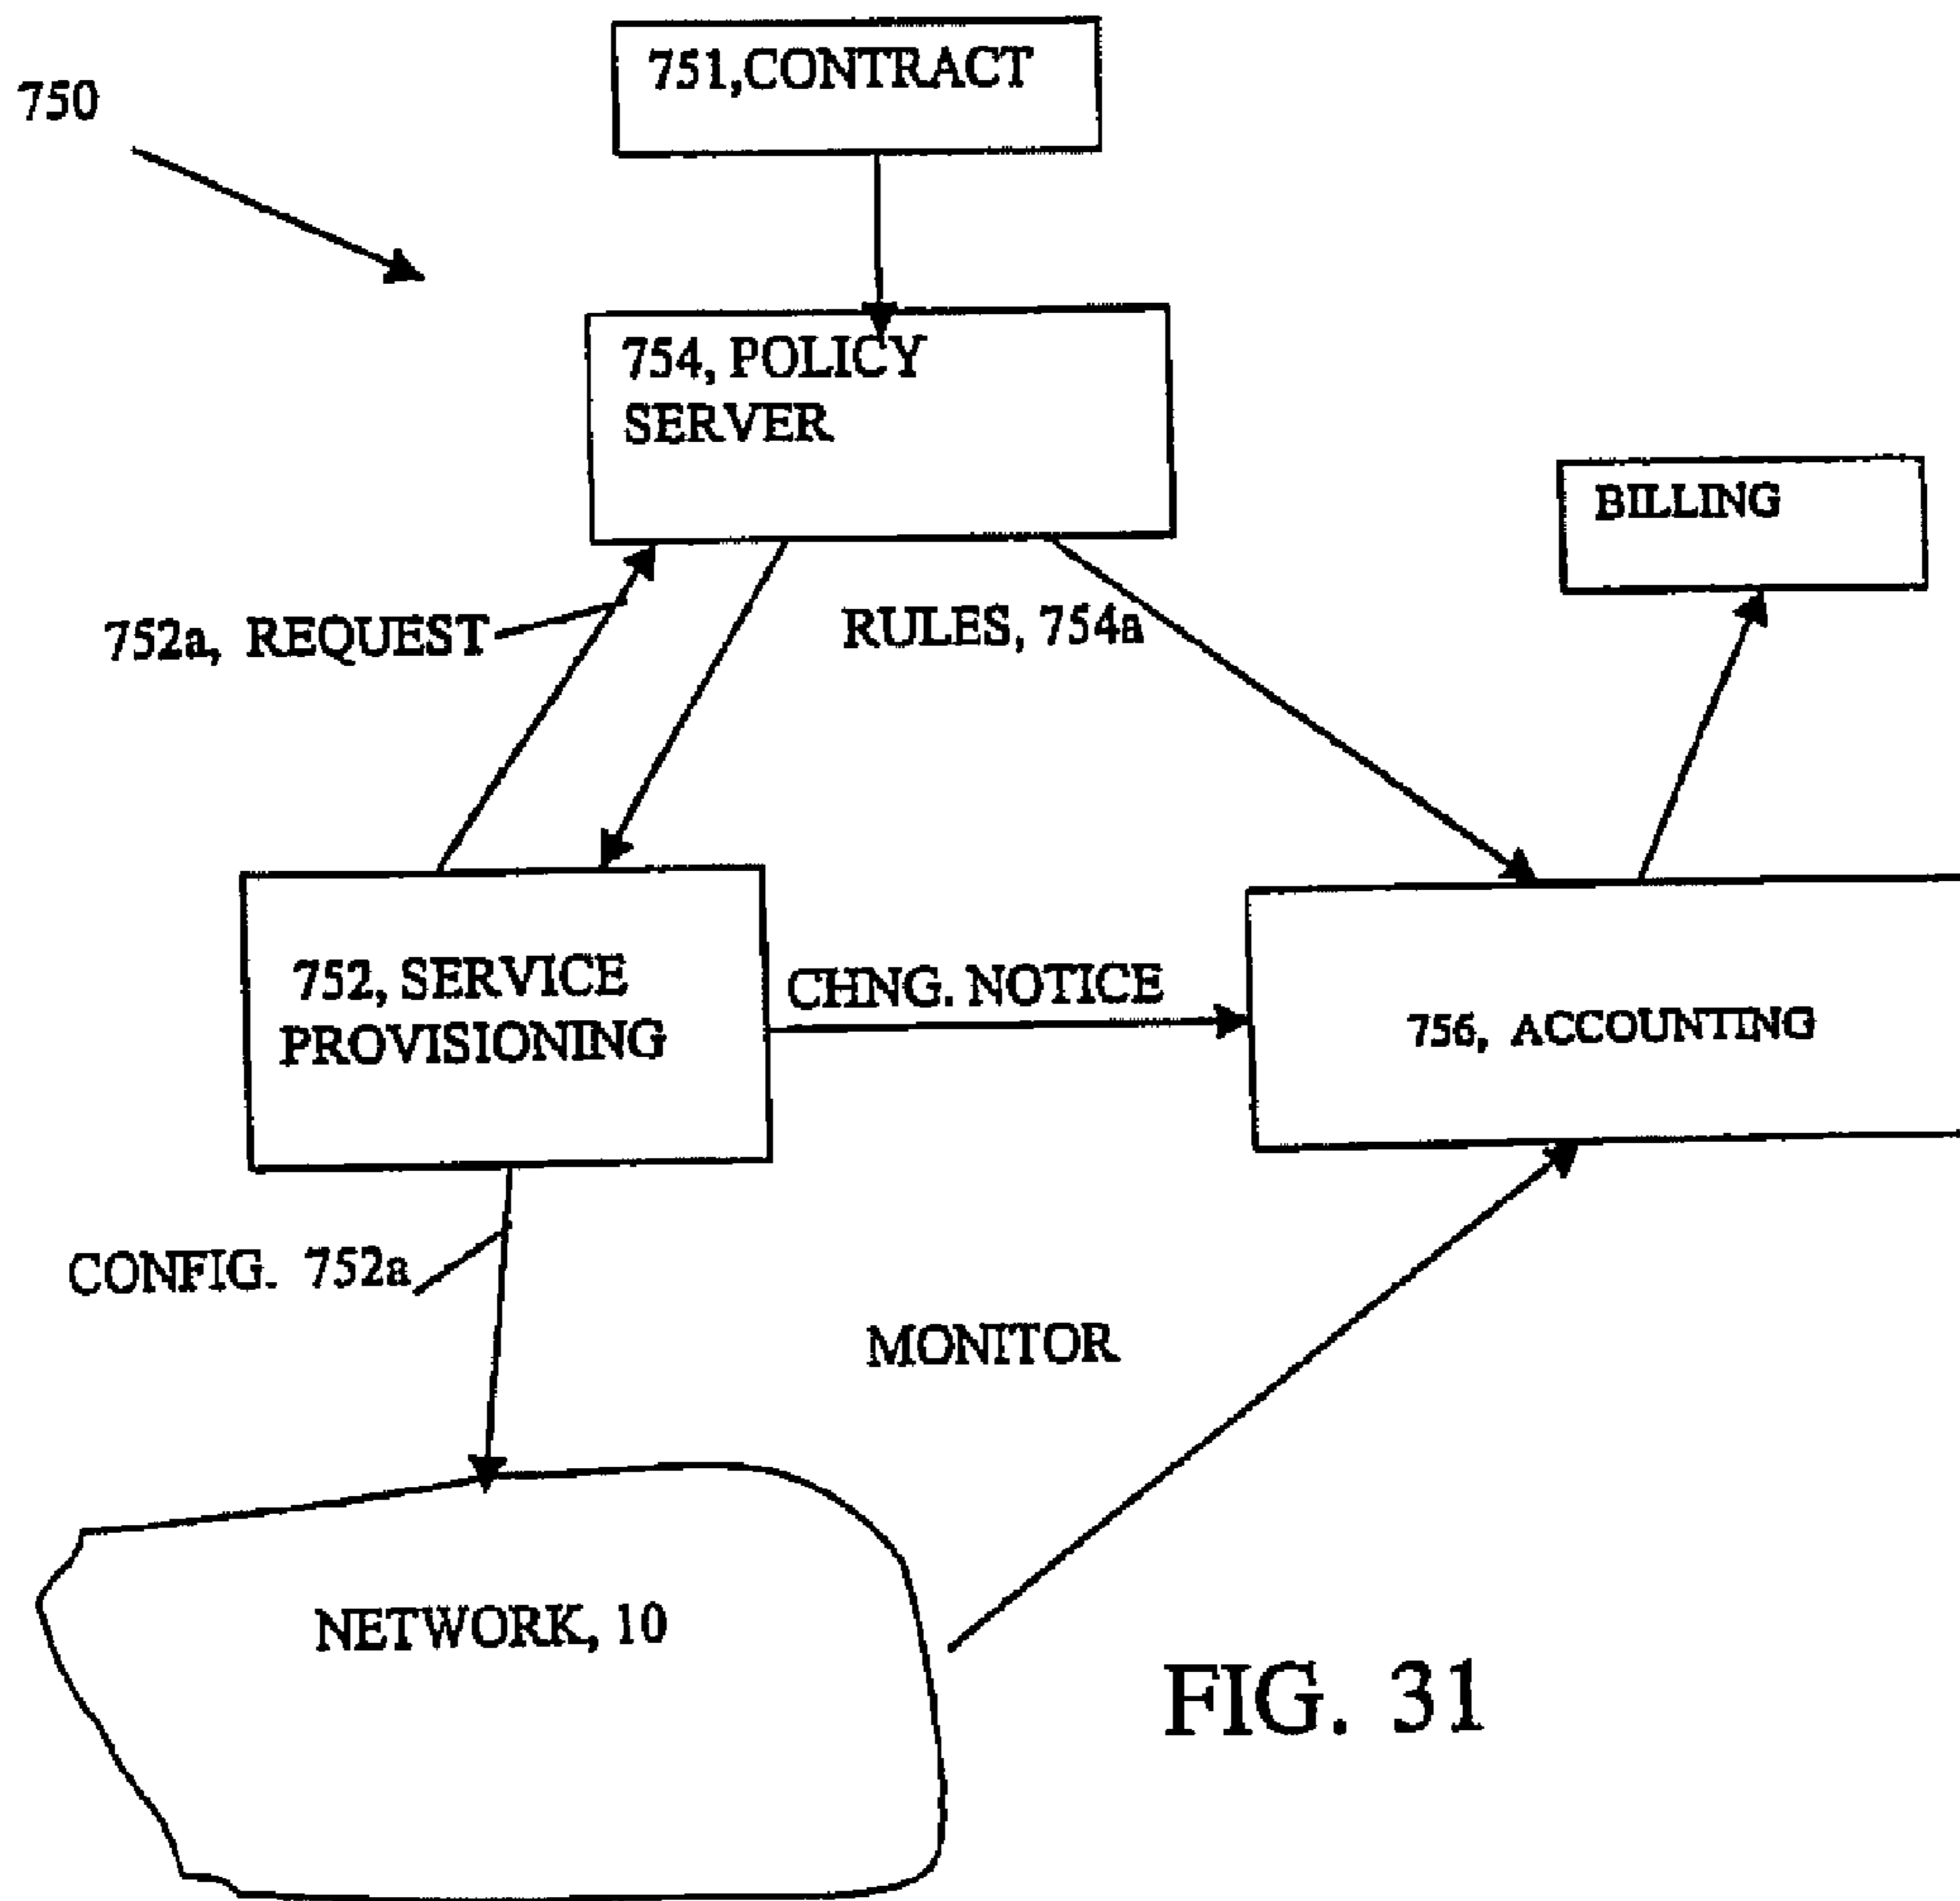 751,CONTRACT
750
754, POLICY
SERVER
BILLING
752a, REQUEST
RULES, 754a
752, SERVICE
PROVISIONING
CHNG. NOTICE
756, ACCOUNTING
CONFIG. 752a
MONITOR
NETWORK, 10
FIG. 31